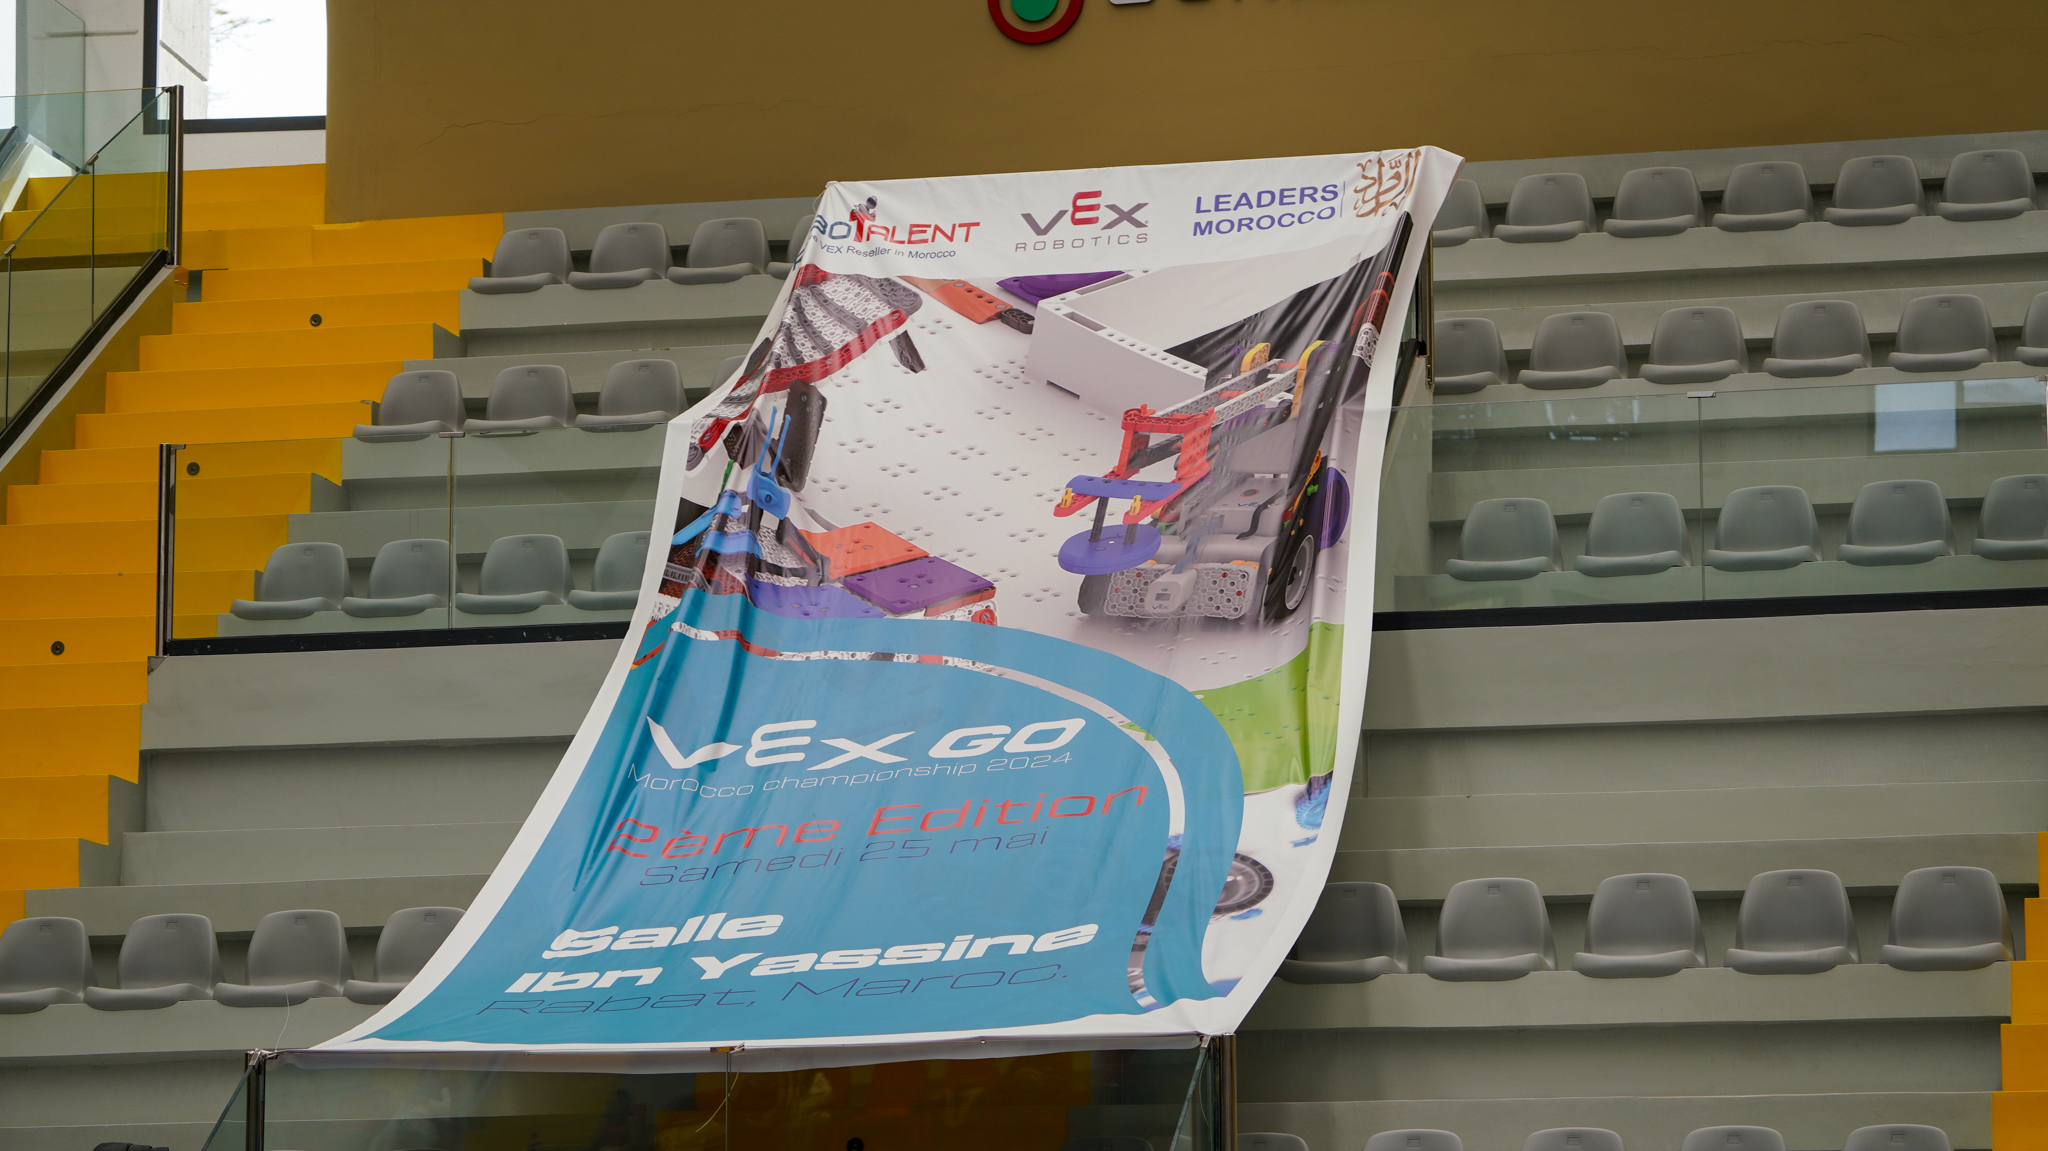 BOTALENT
VEX Reseller in Morocco
VEX
ROBOTICS
LEADERS
MOROCCO
VEX GO
Morocco championship 2024
2ème Edition
Samedi 25 mai
Salle
Ibn Yassine
Rabat, Maroc.